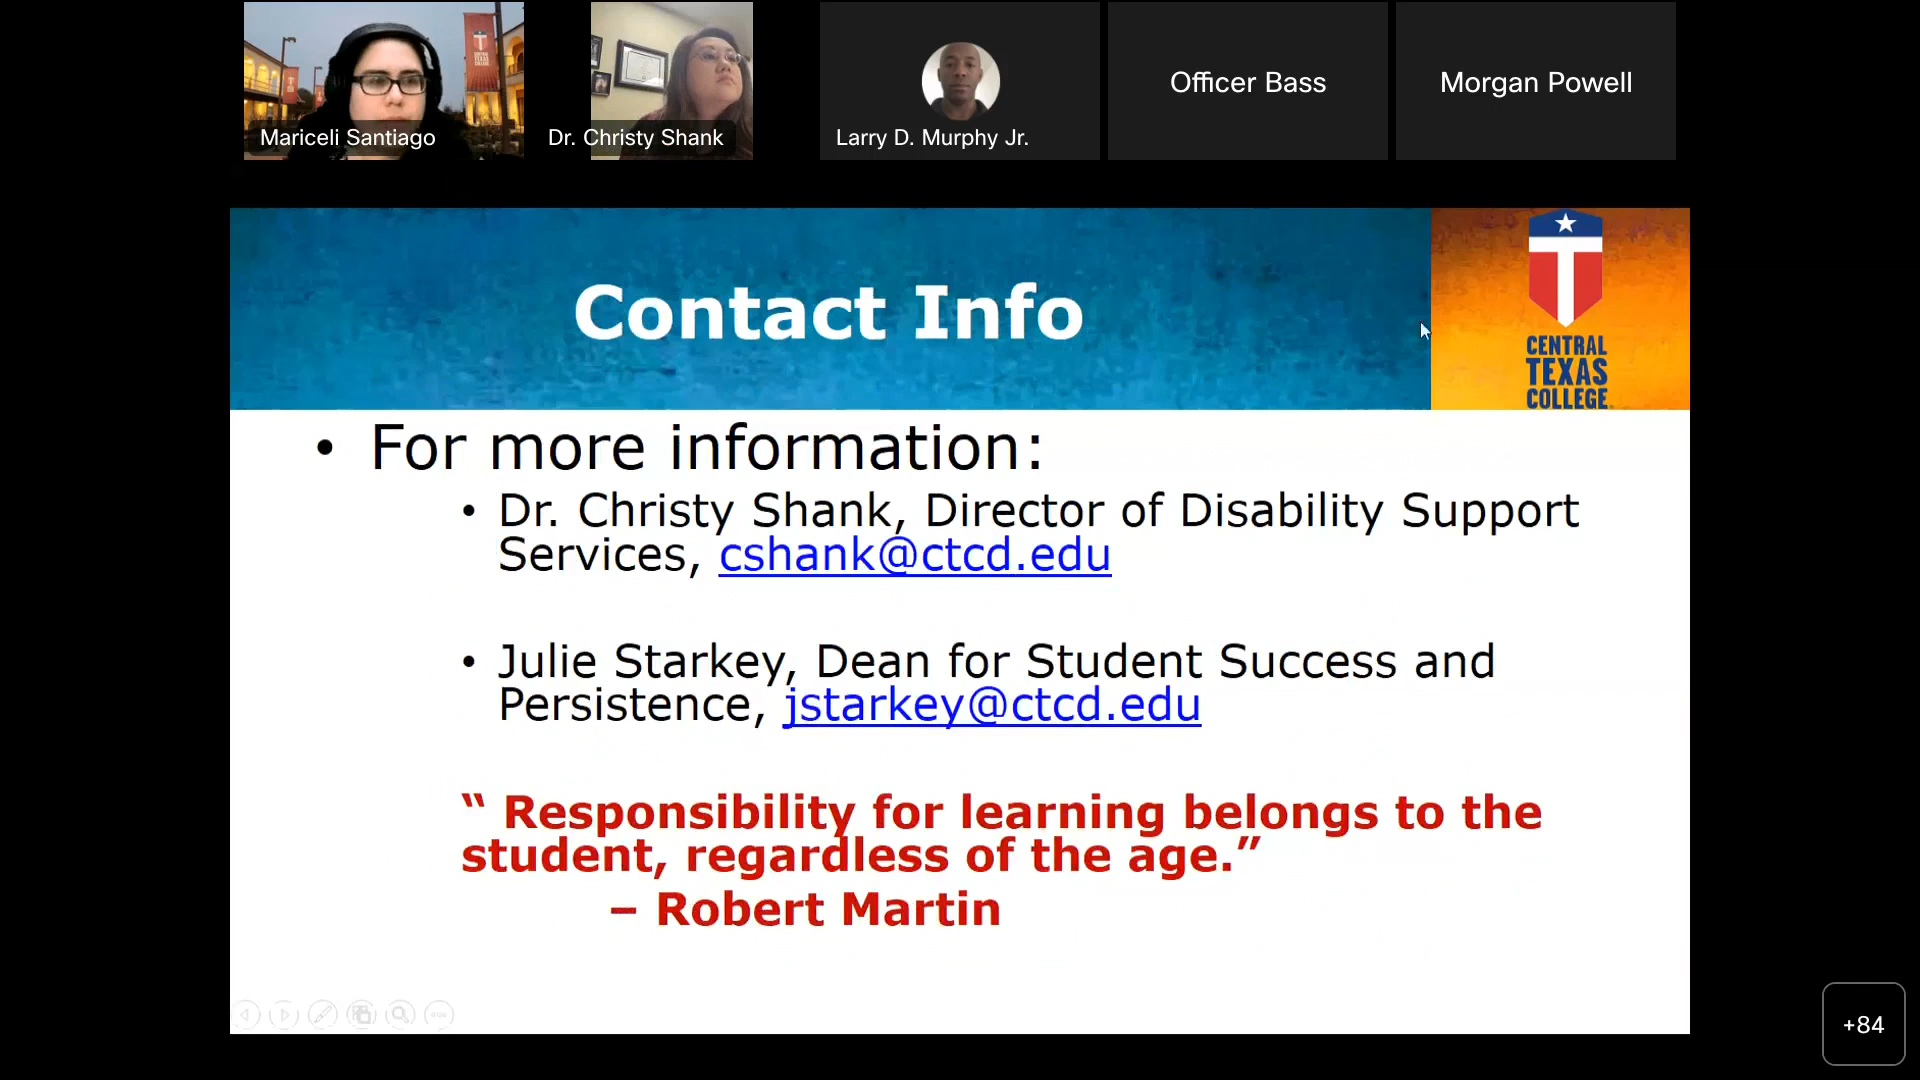 Mariceli Santiago
Dr. Christy Shank
Larry D. Murphy Jr.
Officer Bass
Morgan Powell
Contact Info
CENTRAL
TEXAS
COLLEGE
• For more information:
• Dr. Christy Shank, Director of Disability Support
Services, cshank@ctcd.edu
• Julie Starkey, Dean for Student Success and
Persistence, jstarkey@ctcd.edu
“ Responsibility for learning belongs to the
student, regardless of the age.”
– Robert Martin
+84